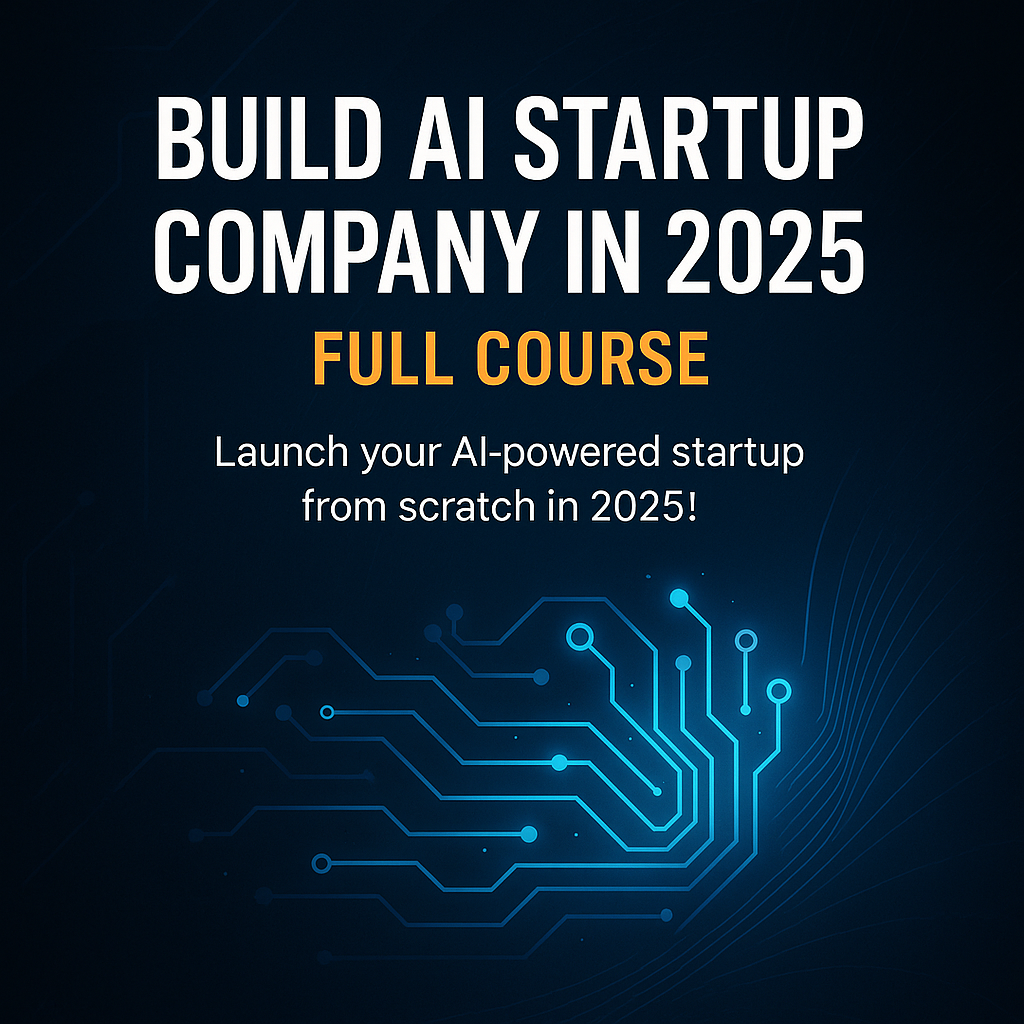 BUILD AI STARTUP
COMPANY IN 2025
FULL COURSE
Launch your AI-powered startup
from scratch in 2025!